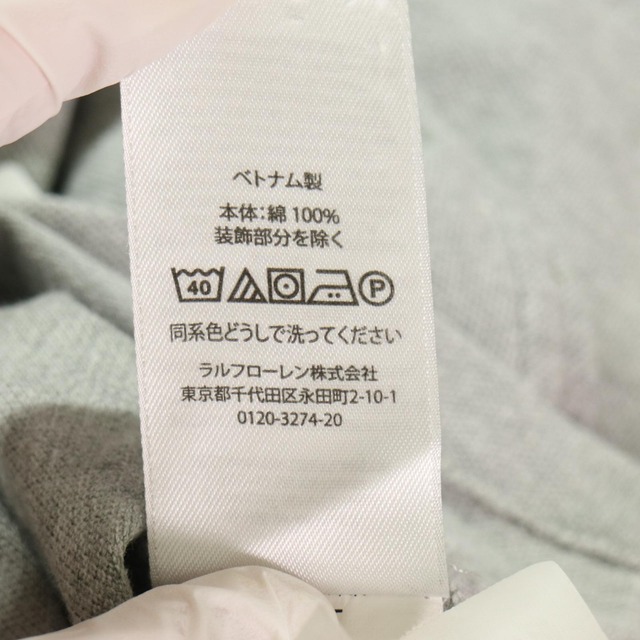 ベトナム製
本体:綿 100%
装飾部分を除く
40 P
同系色どうしで洗ってください
ラルフローレン株式会社
東京都千代田区永田町2-10-1
0120-3274-20